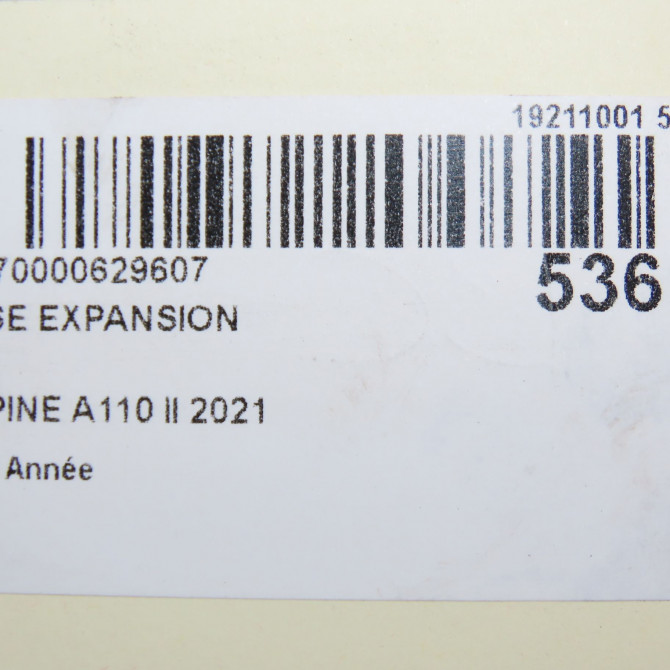 19211001 5
70000629607
536
SE EXPANSION
PINE A110 II 2021
Année